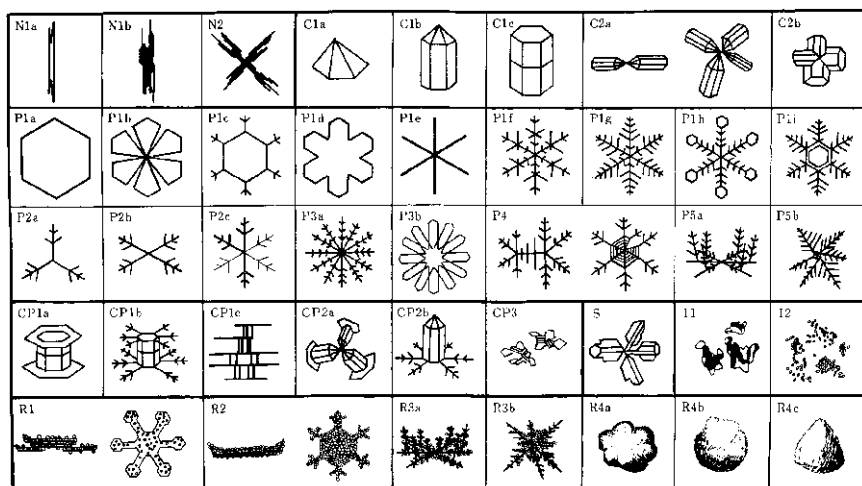 N1a N1b N2 C1a C1b C1c C2a C2b
P1a P1b P1c P1d P1e P1f P1g P1h P1i
P2a P2b P2c P3a P3b P4 P5a P5b
CP1a CP1b CP1c CP2a CP2b CP3 S I1 I2
R1 R2 R3a R3b R4a R4b R4c